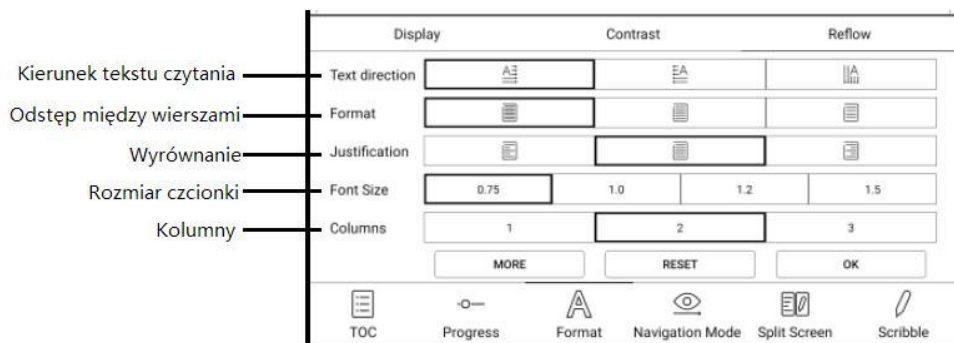 Display Contrast Reflow
Kierunek tekstu czytania Text direction
Odstęp między wierszami Format
Wyrównanie Justification
Rozmiar czcionki Font Size 0.75 1.0 1.2 1.5
Kolumny Columns 1 2 3
MORE RESET OK
TOC Progress Format Navigation Mode Split Screen Scribble